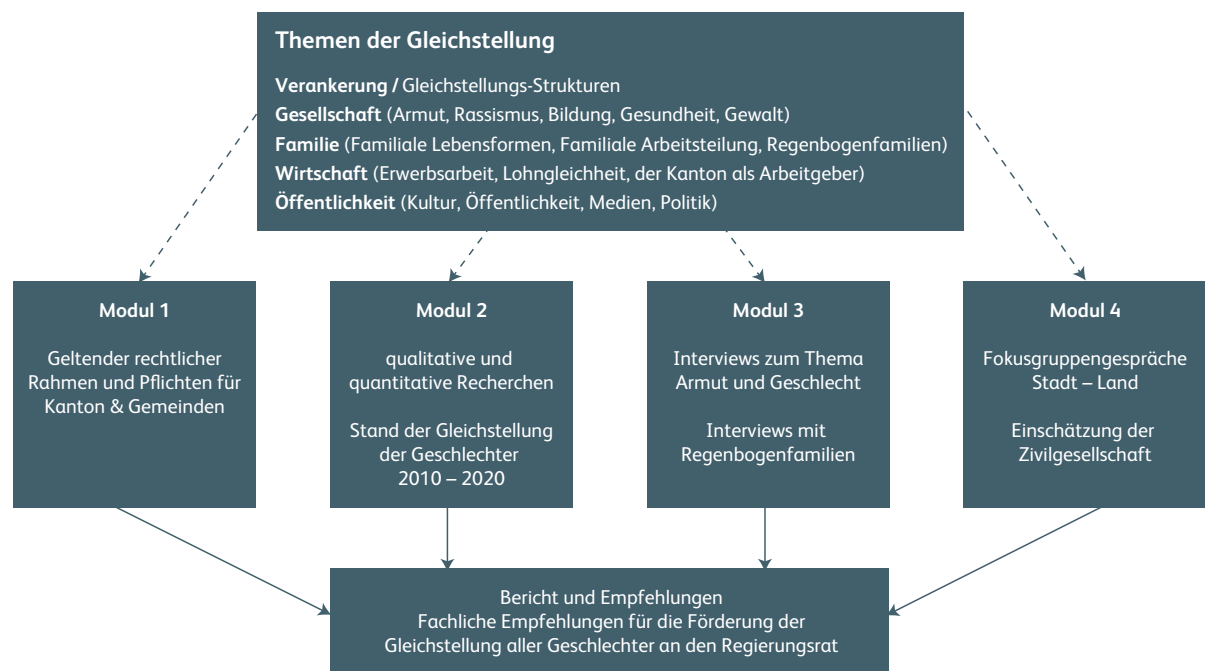 Themen der Gleichstellung
Verankerung / Gleichstellungs-Strukturen
Gesellschaft (Armut, Rassismus, Bildung, Gesundheit, Gewalt)
Familie (Familiale Lebensformen, Familiale Arbeitsteilung, Regenbogenfamilien)
Wirtschaft (Erwerbsarbeit, Lohngleichheit, der Kanton als Arbeitgeber)
Öffentlichkeit (Kultur, Öffentlichkeit, Medien, Politik)
Modul 1
Geltender rechtlicher
Rahmen und Pflichten für
Kanton & Gemeinden
Modul 2
qualitative und
quantitative Recherchen
Stand der Gleichstellung
der Geschlechter
2010 – 2020
Modul 3
Interviews zum Thema
Armut und Geschlecht
Interviews mit
Regenbogenfamilien
Modul 4
Fokusgruppengespräche
Stadt – Land
Einschätzung der
Zivilgesellschaft
Bericht und Empfehlungen
Fachliche Empfehlungen für die Förderung der
Gleichstellung aller Geschlechter an den Regierungsrat